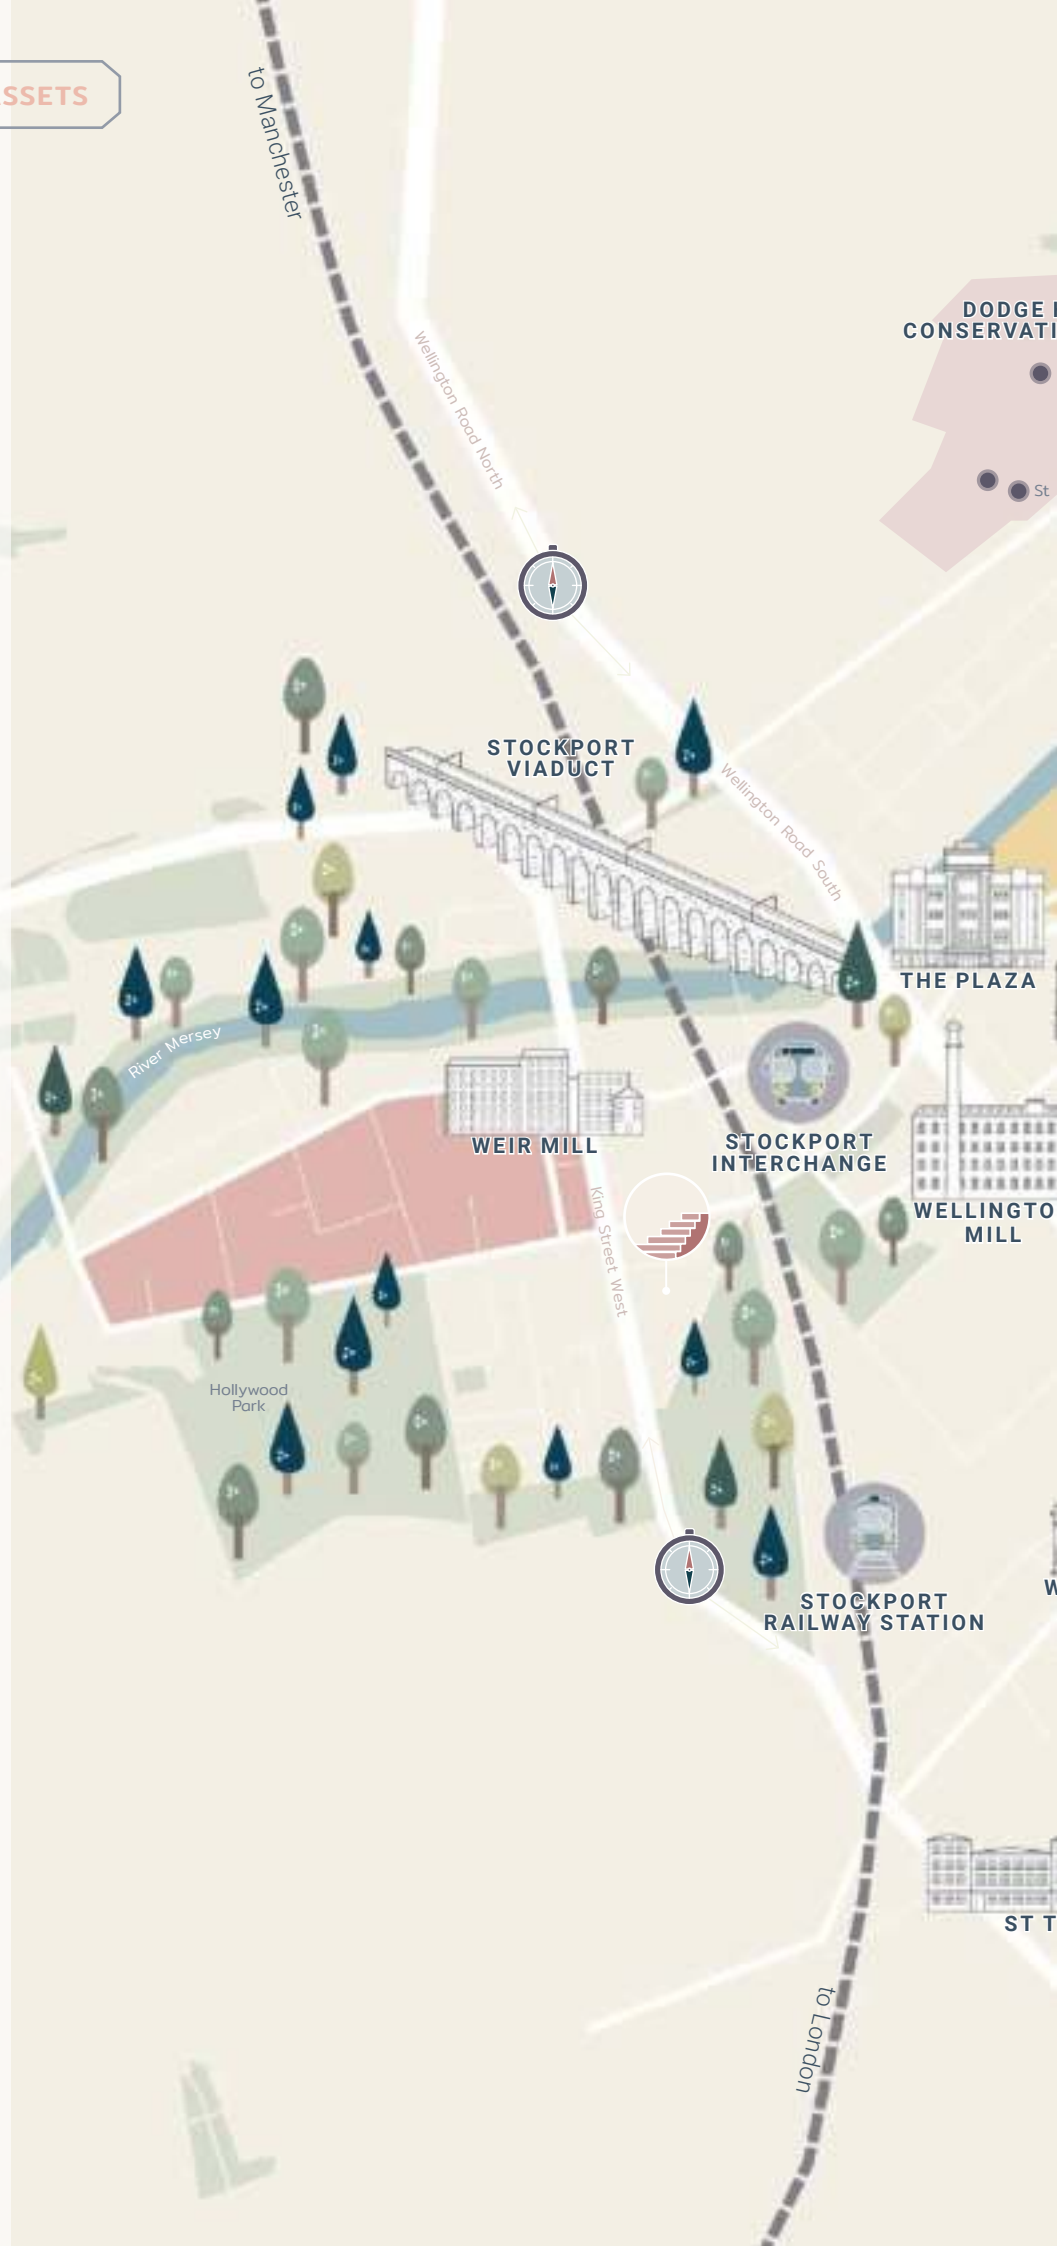 SSETS
to Manchester
DODGE
CONSERVATI
Wellington Road North
St
STOCKPORT
VIADUCT
Wellington Road South
THE PLAZA
River Mersey
WEIR MILL
STOCKPORT
INTERCHANGE
WELLINGTO
MILL
King Street West
Hollywood
Park
W
STOCKPORT
RAILWAY STATION
ST T
to London